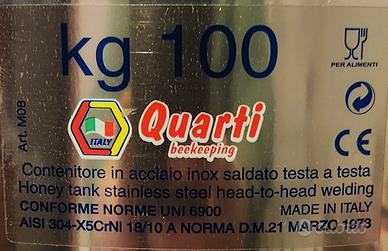 kg 100
PER ALIMENTI
Art. M08
ITALY
Quarti
beekeeping
CE
Contenitore in acciaio inox saldato testa a testa
Honey tank stainless steel head-to-head welding
CONFORME NORME UNI 6900 MADE IN ITALY
AISI 304-X5CrNi 18/10 A NORMA D.M.21 MARZO 1973